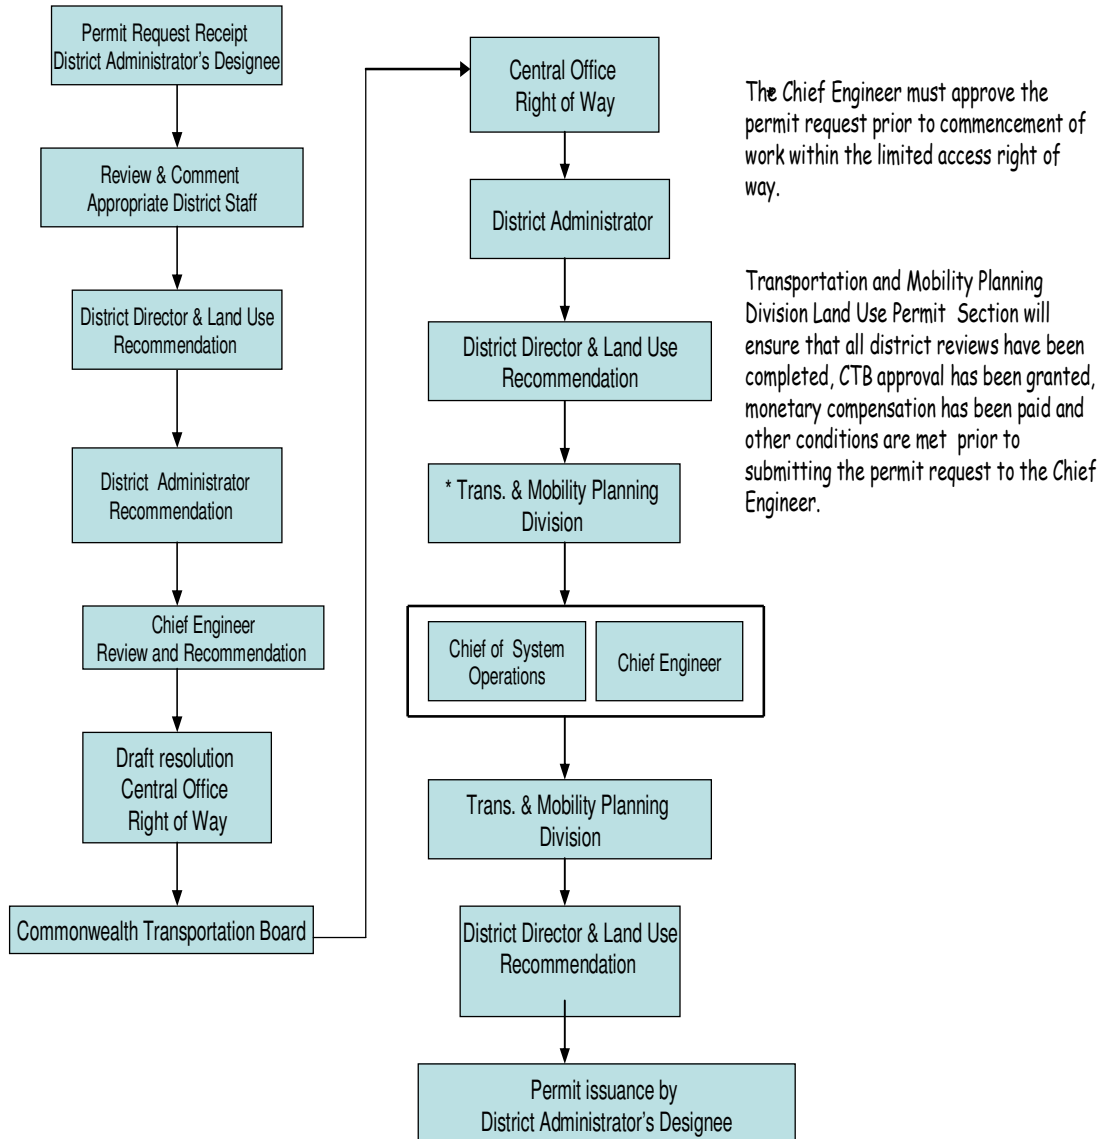 Permit Request Receipt
District Administrator's Designee
Review & Comment
Appropriate District Staff
District Director & Land Use
Recommendation
District Administrator
Recommendation
Chief Engineer
Review and Recommendation
Draft resolution
Central Office
Right of Way
Commonwealth Transportation Board
Central Office
Right of Way
District Administrator
District Director & Land Use
Recommendation
* Trans. & Mobility Planning
Division
Chief of System
Operations
Chief Engineer
Trans. & Mobility Planning
Division
District Director & Land Use
Recommendation
Permit issuance by
District Administrator's Designee
The Chief Engineer must approve the
permit request prior to commencement of
work within the limited access right of
way.
Transportation and Mobility Planning
Division Land Use Permit Section will
ensure that all district reviews have been
completed, CTB approval has been granted,
monetary compensation has been paid and
other conditions are met prior to
submitting the permit request to the Chief
Engineer.